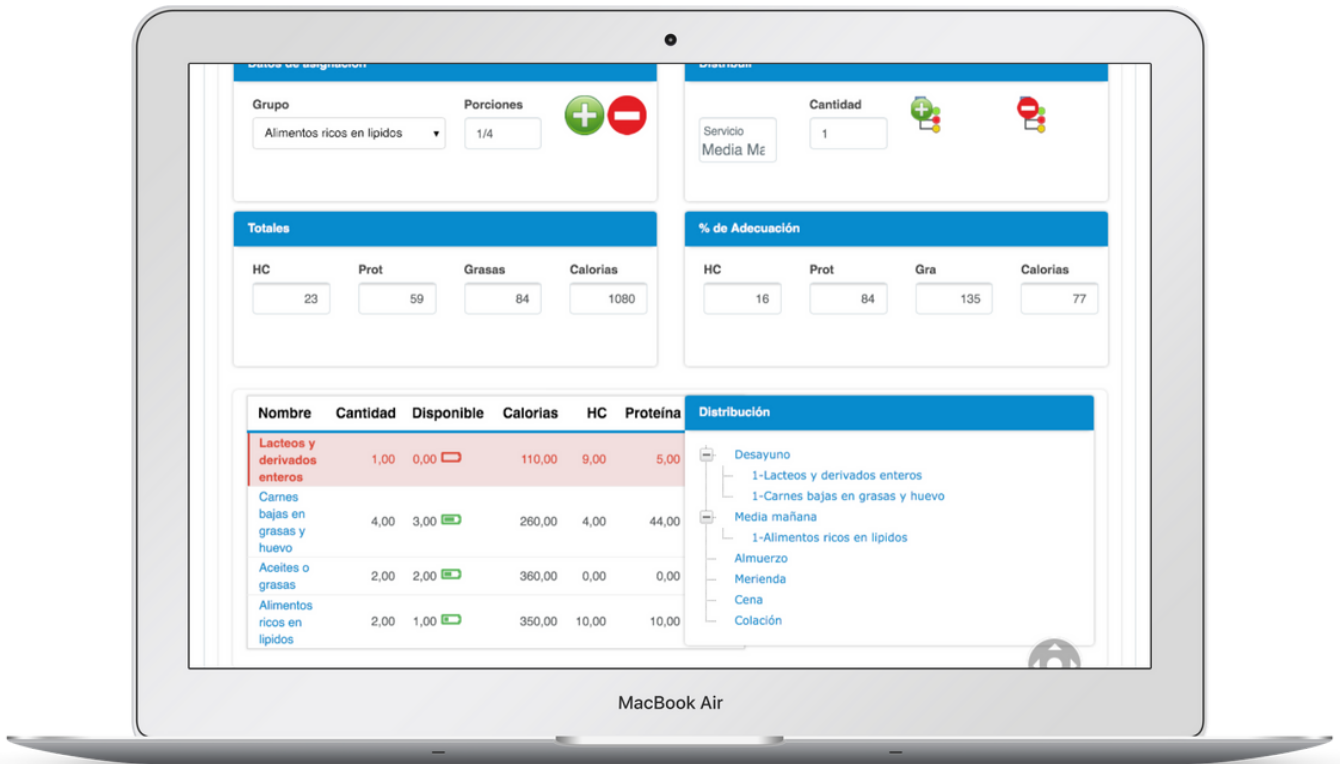 Datos de asignación
Distribuir
Grupo
Porciones
Alimentos ricos en lipidos
1/4
Cantidad
Servicio
Media Ma
1
Totales
HC
Prot
Grasas
Calorias
23
59
84
1080
% de Adecuación
HC
Prot
Gra
Calorias
16
84
135
77
Nombre Cantidad Disponible Calorias HC Proteína
Lacteos y
derivados
enteros
1,00 0,00 110,00 9,00 5,00
Carnes
bajas en
grasas y
huevo
4,00 3,00 260,00 4,00 44,00
Aceites o
grasas
2,00 2,00 360,00 0,00 0,00
Alimentos
ricos en
lipidos
2,00 1,00 350,00 10,00 10,00
Distribución
Desayuno
1-Lacteos y derivados enteros
1-Carnes bajas en grasas y huevo
Media mañana
1-Alimentos ricos en lipidos
Almuerzo
Merienda
Cena
Colación
MacBook Air